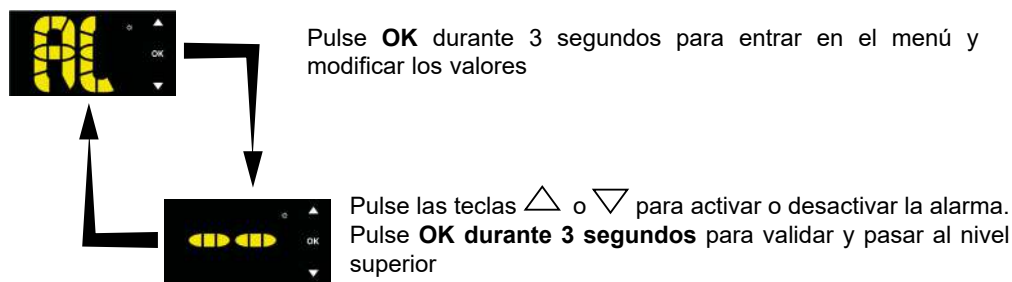 AL
OK
Pulse OK durante 3 segundos para entrar en el menú y
modificar los valores
--
OK
Pulse las teclas △ o ▽ para activar o desactivar la alarma.
Pulse OK durante 3 segundos para validar y pasar al nivel
superior